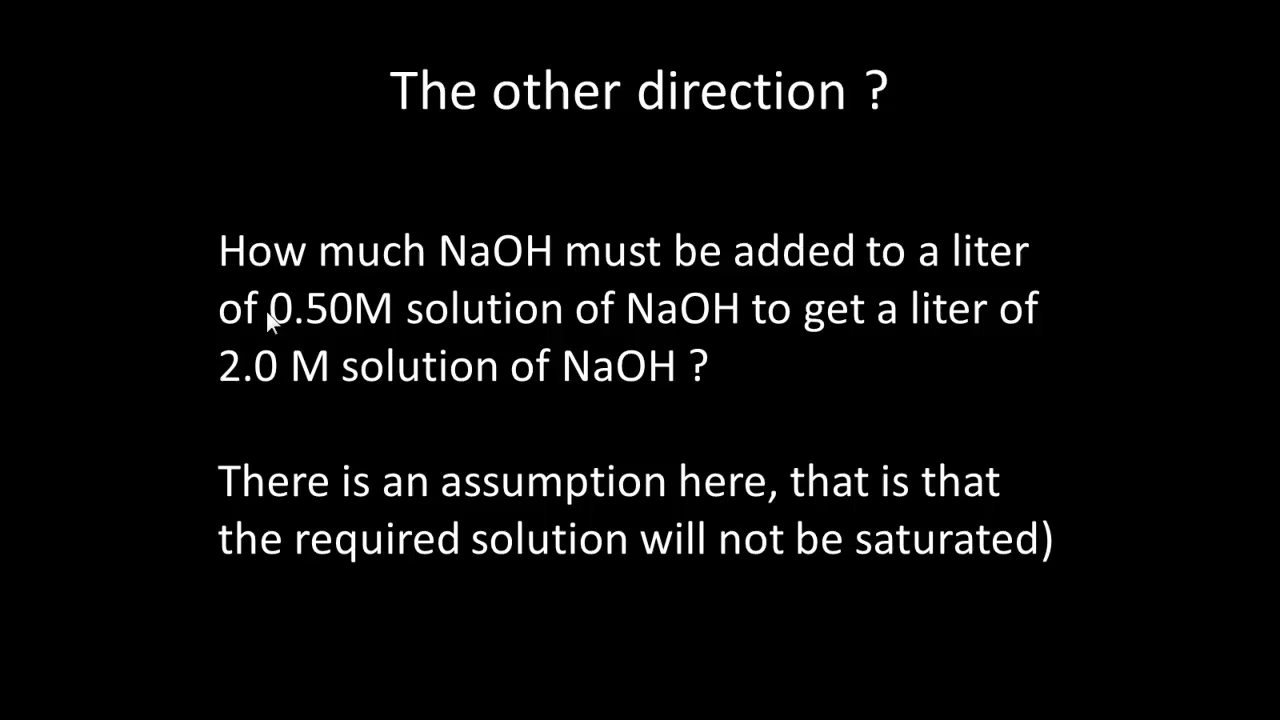 The other direction ?
How much NaOH must be added to a liter
of 0.50M solution of NaOH to get a liter of
2.0 M solution of NaOH ?
There is an assumption here, that is that
the required solution will not be saturated)